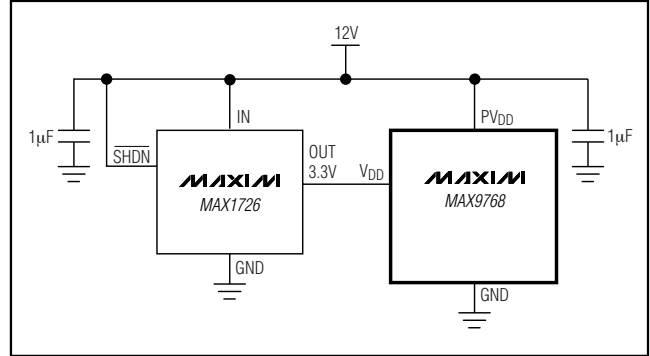 12V
IN
PVDD
1µF
SHDN
OUT
3.3V
VDD
1µF
MAXIM
MAX1726
MAXIM
MAX9768
GND
GND